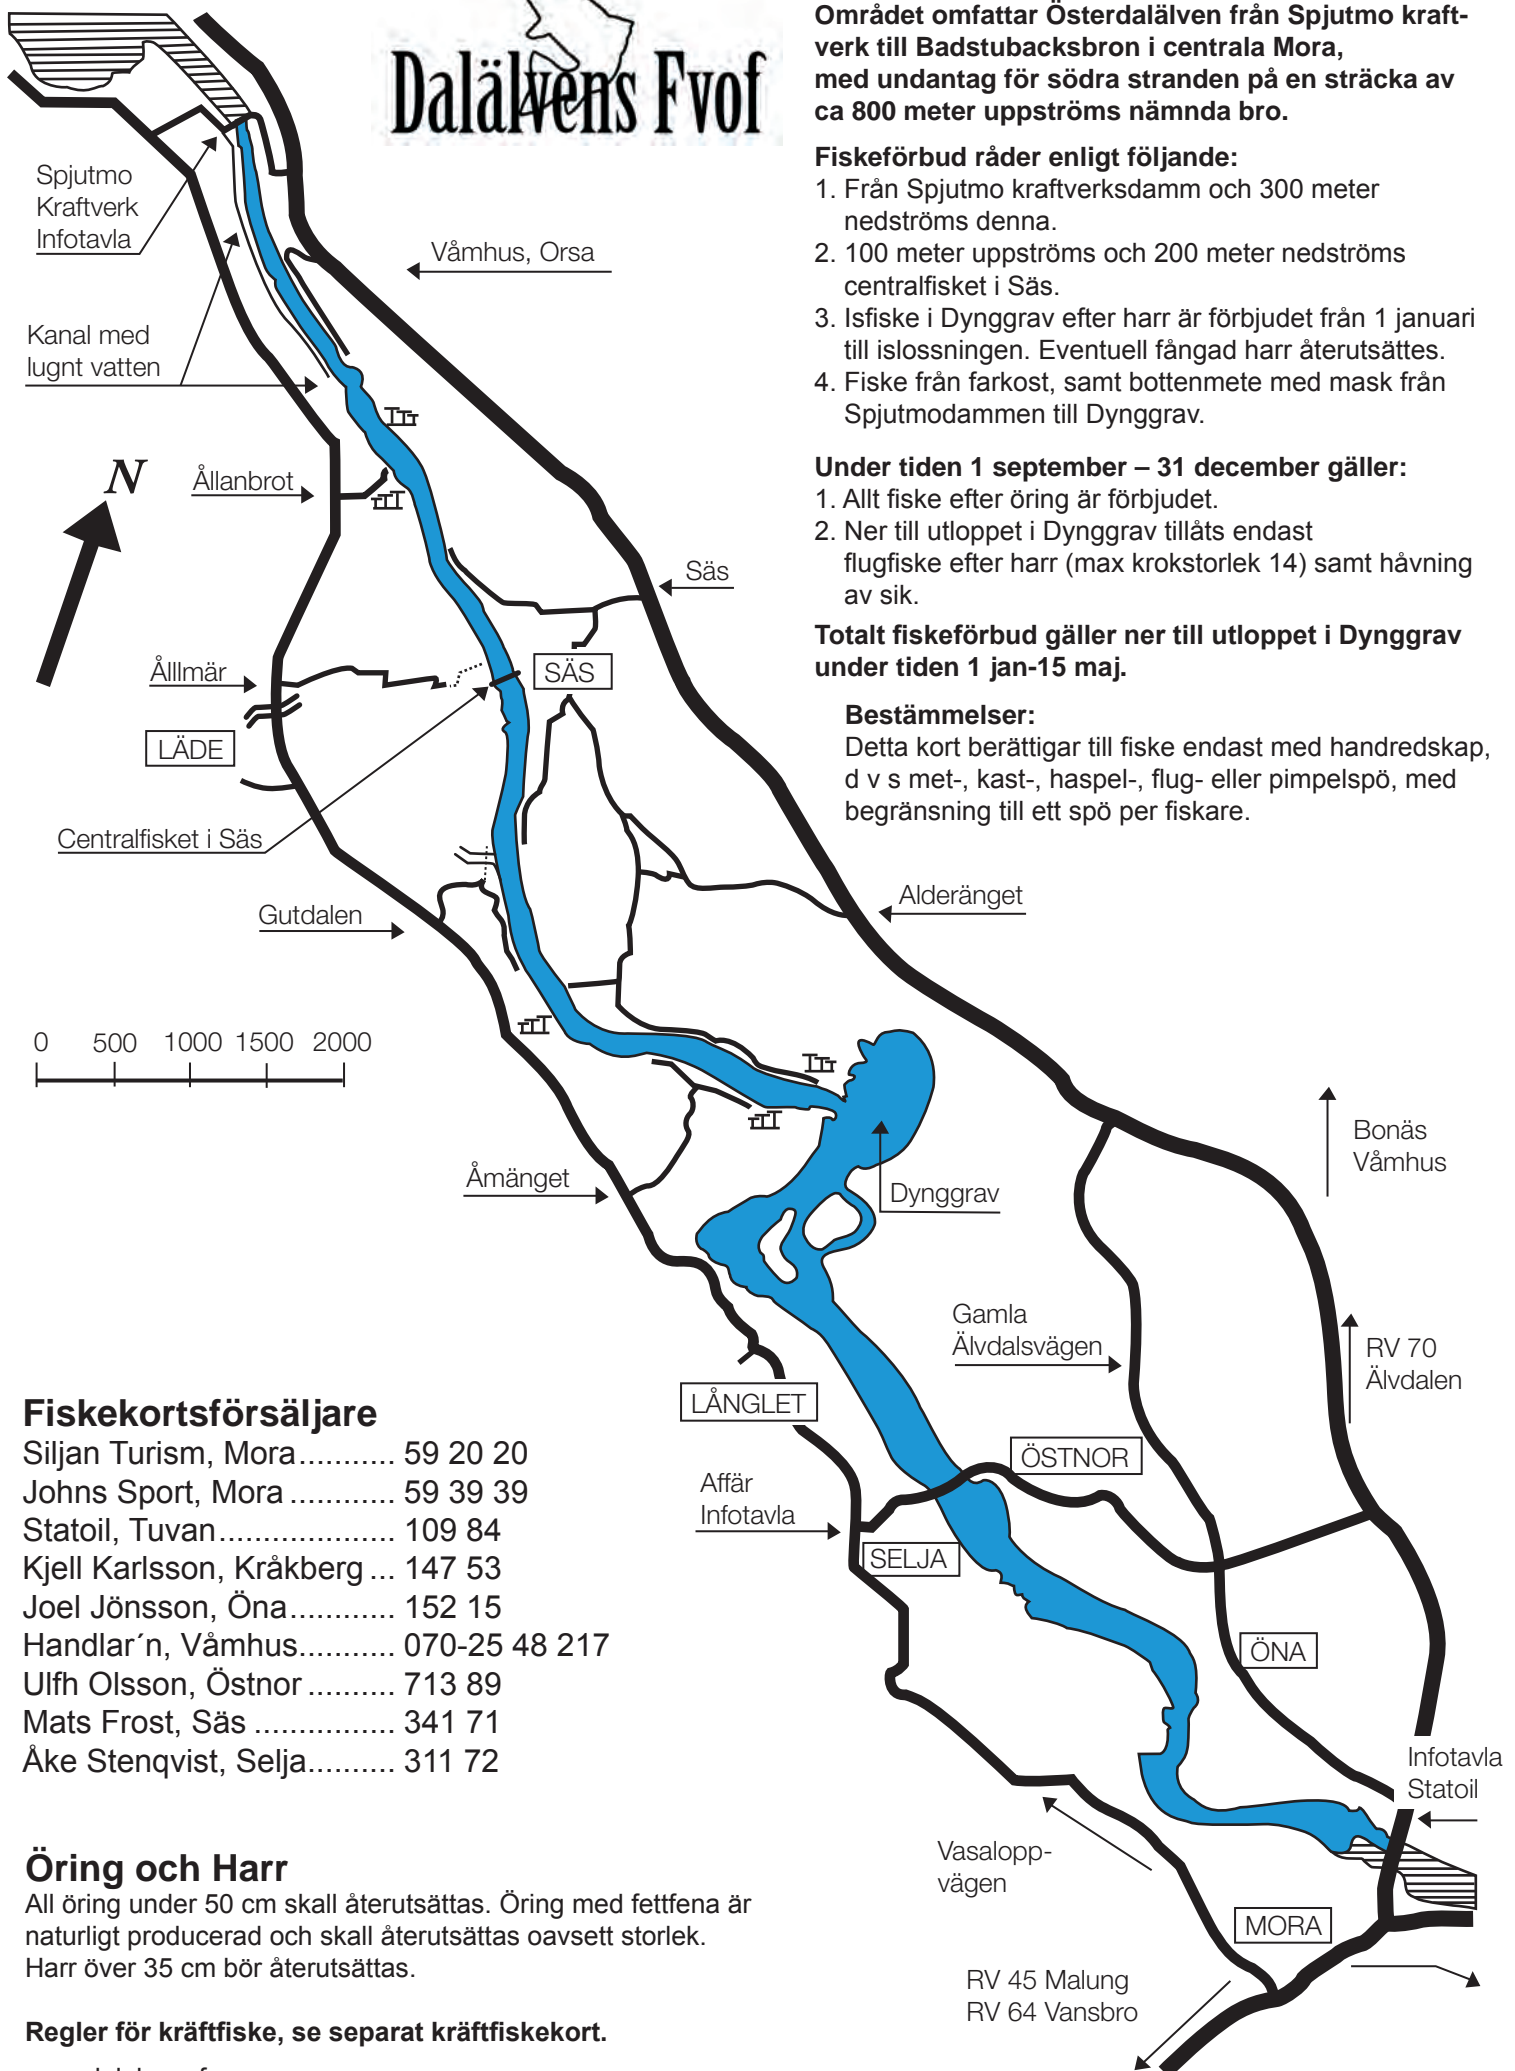 Dalälvens Fvof
Området omfattar Österdalälven från Spjutmo kraft-
verk till Badstubacksbron i centrala Mora,
med undantag för södra stranden på en sträcka av
ca 800 meter uppströms nämnda bro.
Fiskeförbud råder enligt följande:
1. Från Spjutmo kraftverksdamm och 300 meter
nedströms denna.
2. 100 meter uppströms och 200 meter nedströms
centralfisket i Säs.
3. Isfiske i Dynggrav efter harr är förbjudet från 1 januari
till islossningen. Eventuell fångad harr återutsättes.
4. Fiske från farkost, samt bottenmete med mask från
Spjutmodammen till Dynggrav.
Under tiden 1 september – 31 december gäller:
1. Allt fiske efter öring är förbjudet.
2. Ner till utloppet i Dynggrav tillåts endast
flugfiske efter harr (max krokstorlek 14) samt håvning
av sik.
Totalt fiskeförbud gäller ner till utloppet i Dynggrav
under tiden 1 jan-15 maj.
Bestämmelser:
Detta kort berättigar till fiske endast med handredskap,
d v s met-, kast-, haspel-, flug- eller pimpelspö, med
begränsning till ett spö per fiskare.
Spjutmo
Kraftverk
Infotavla
Våmhus, Orsa
Kanal med
lugnt vatten
N
Ållanbrot
Säs
Ålllmär
SÄS
LÄDE
Centralfisket i Säs
Alderänget
Gutdalen
0 500 1000 1500 2000
Bonäs
Våmhus
Åmänget
Dynggrav
Gamla
Älvdalsvägen
RV 70
Älvdalen
LÅNGLET
ÖSTNOR
Affär
Infotavla
SELJA
ÖNA
Infotavla
Statoil
Vasalopp-
vägen
MORA
RV 45 Malung
RV 64 Vansbro
Fiskekortsförsäljare
Siljan Turism, Mora........... 59 20 20
Johns Sport, Mora ............ 59 39 39
Statoil, Tuvan.................... 109 84
Kjell Karlsson, Kråkberg ... 147 53
Joel Jönsson, Öna............ 152 15
Handlar´n, Våmhus........... 070-25 48 217
Ulfh Olsson, Östnor .......... 713 89
Mats Frost, Säs ................ 341 71
Åke Stenqvist, Selja.......... 311 72
Öring och Harr
All öring under 50 cm skall återutsättas. Öring med fettfena är
naturligt producerad och skall återutsättas oavsett storlek.
Harr över 35 cm bör återutsättas.
Regler för kräftfiske, se separat kräftfiskekort.